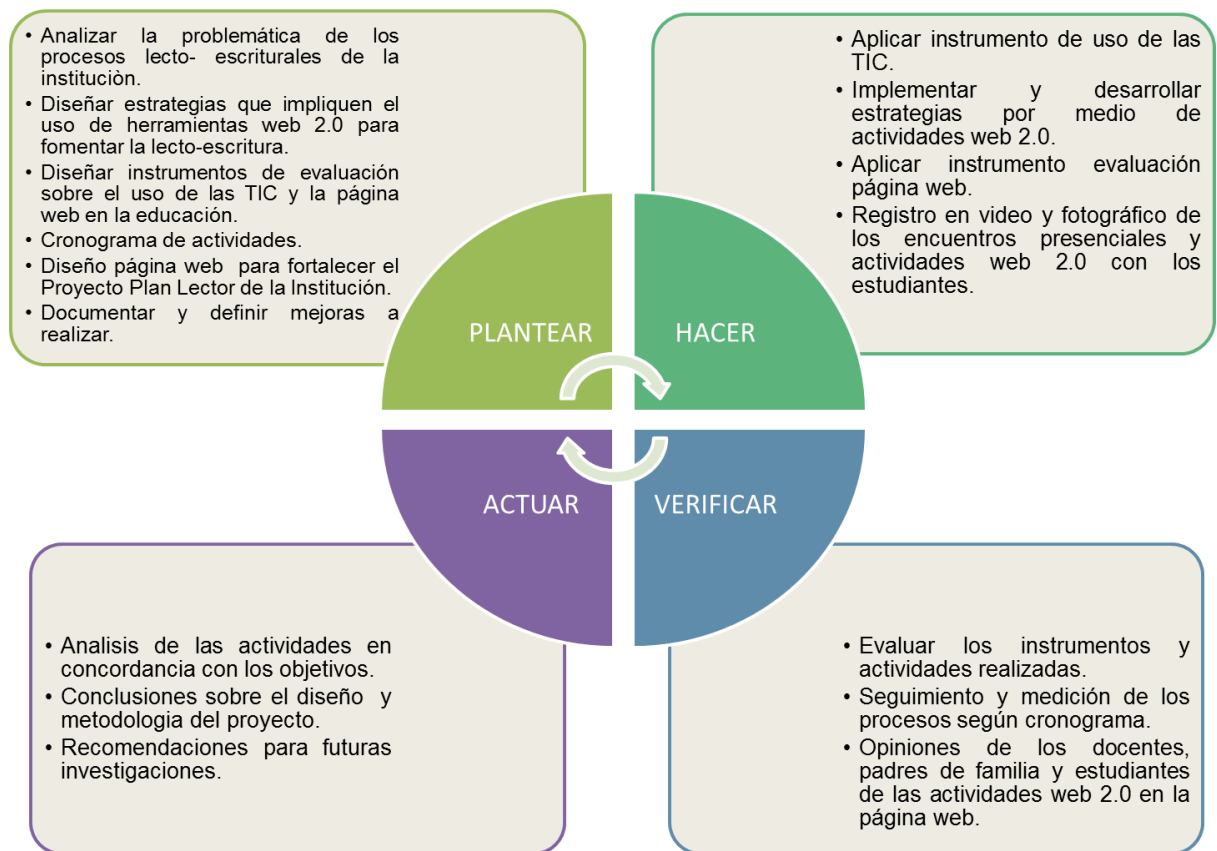 • Analizar la problemática de los
procesos lecto- escriturales de la
instituciòn.
• Diseñar estrategias que impliquen el
uso de herramientas web 2.0 para
fomentar la lecto-escritura.
• Diseñar instrumentos de evaluación
sobre el uso de las TIC y la página
web en la educación.
• Cronograma de actividades.
• Diseño página web para fortalecer el
Proyecto Plan Lector de la Institución.
• Documentar y definir mejoras a
realizar.
• Aplicar instrumento de uso de las
TIC.
• Implementar y desarrollar
estrategias por medio de
actividades web 2.0.
• Aplicar instrumento evaluación
página web.
• Registro en video y fotográfico de
los encuentros presenciales y
actividades web 2.0 con los
estudiantes.
PLANTEAR
HACER
ACTUAR
VERIFICAR
• Analisis de las actividades en
concordancia con los objetivos.
• Conclusiones sobre el diseño y
metodologia del proyecto.
• Recomendaciones para futuras
investigaciones.
• Evaluar los instrumentos y
actividades realizadas.
• Seguimiento y medición de los
procesos según cronograma.
• Opiniones de los docentes,
padres de familia y estudiantes
de las actividades web 2.0 en la
página web.